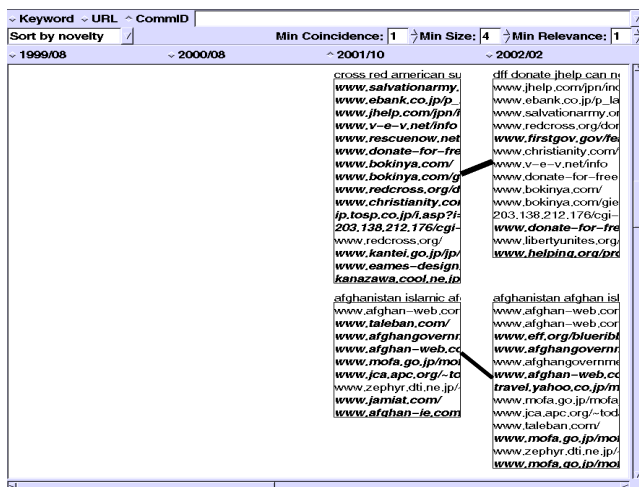 Keyword URL CommID
Sort by novelty Min Coincidence: 1 Min Size: 4 Min Relevance: 1
1999/08 2000/08 2001/10 2002/02
cross red american su
www.salvationarmy.
www.ebank.co.jp/p_
www.jhelp.com/jpn/i
www.v-e-v.net/info
www.rescuenow.net
www.donate-for-fre
www.bokinya.com/
www.bokinya.com/g
www.redcross.org/d
www.christianity.co
ip.tosp.co.jp/i.asp?i=
203.138.212.176/cgi-
www.redcross.org/
www.kantei.go.jp/jp/
www.eames-design.
kanazawa.cool.ne.jp
dff donate jhelp can n
www.jhelp.com/jpn/inc
www.ebank.co.jp/p_la
www.salvationarmy.or
www.redcross.org/dor
www.firstgov.gov/fea
www.christianity.com/
www.v-e-v.net/info
www.donate-for-free
www.bokinya.com/
www.bokinya.com/gie
203.138.212.176/cgi-
www.donate-for-fre
www.libertyunites.org/
www.helping.org/pro
afghanistan islamic af
www.afghan-web.cor
www.taleban.com/
www.afghangovernn
www.afghan-web.co
www.mofa.go.jp/mof
www.jca.apc.org/~to
www.zephyr.dti.ne.jp/
www.jamiat.com/
www.afghan-ie.com
afghanistan afghan isl
www.afghan-web.cor
www.afghan-web.cor
www.eff.org/blueribl
www.afghangovernr
www.afghangovernme
www.afghan-web.co
travel.yahoo.co.jp/m
www.mofa.go.jp/mofa
www.jca.apc.org/~tod
www.taleban.com/
www.mofa.go.jp/mof
www.zephyr.dti.ne.jp/
www.mofa.go.jp/mof